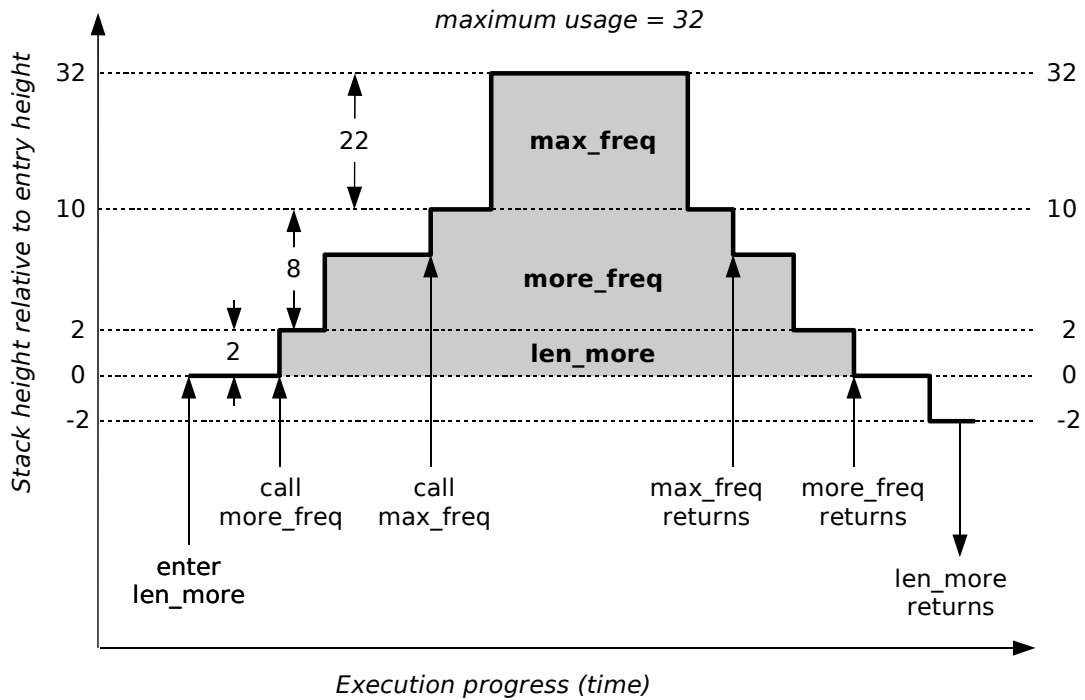 maximum usage = 32
Stack height relative to entry height
32
32
22
max_freq
10
10
8
more_freq
2
2
2
len_more
0
0
-2
-2
call
more_freq
call
max_freq
max_freq
returns
more_freq
returns
enter
len_more
len_more
returns
Execution progress (time)